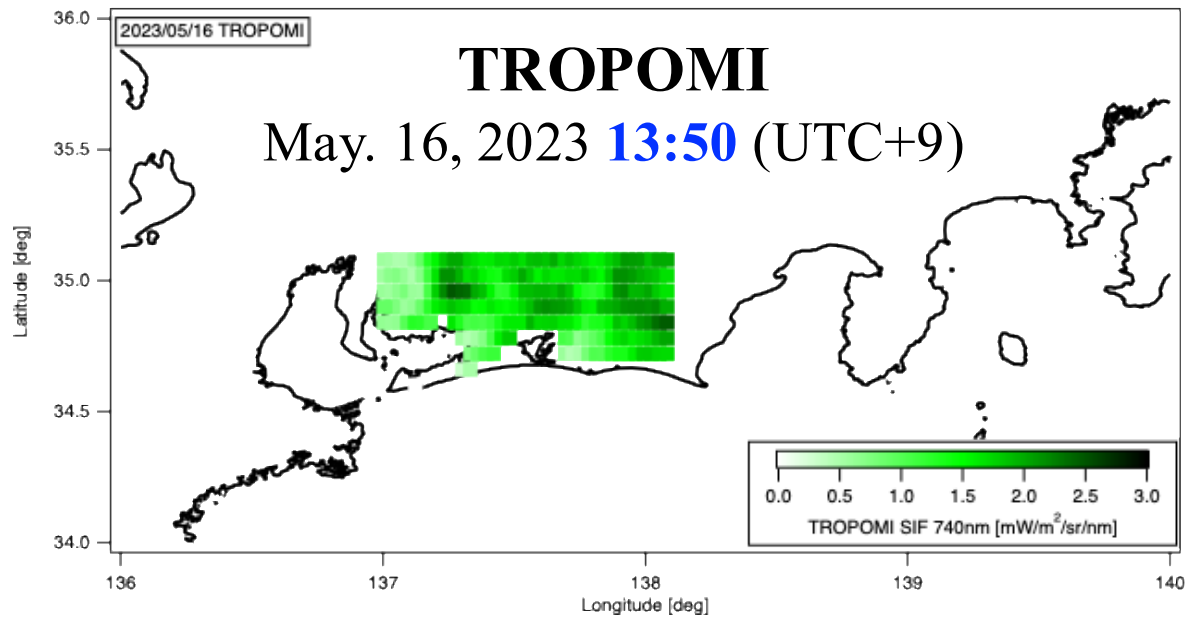 36.0
2023/05/16 TROPOMI
TROPOMI
May. 16, 2023 13:50 (UTC+9)
35.5
35.0
34.5
34.0
Latitude [deg]
0.0 0.5 1.0 1.5 2.0 2.5 3.0
TROPOMI SIF 740nm [mW/m²/sr/nm]
136 137 138 139 140
Longitude [deg]